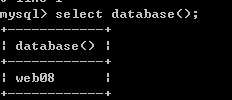 mysql> select database();
+------------+
| database() |
+------------+
| web08      |
+------------+